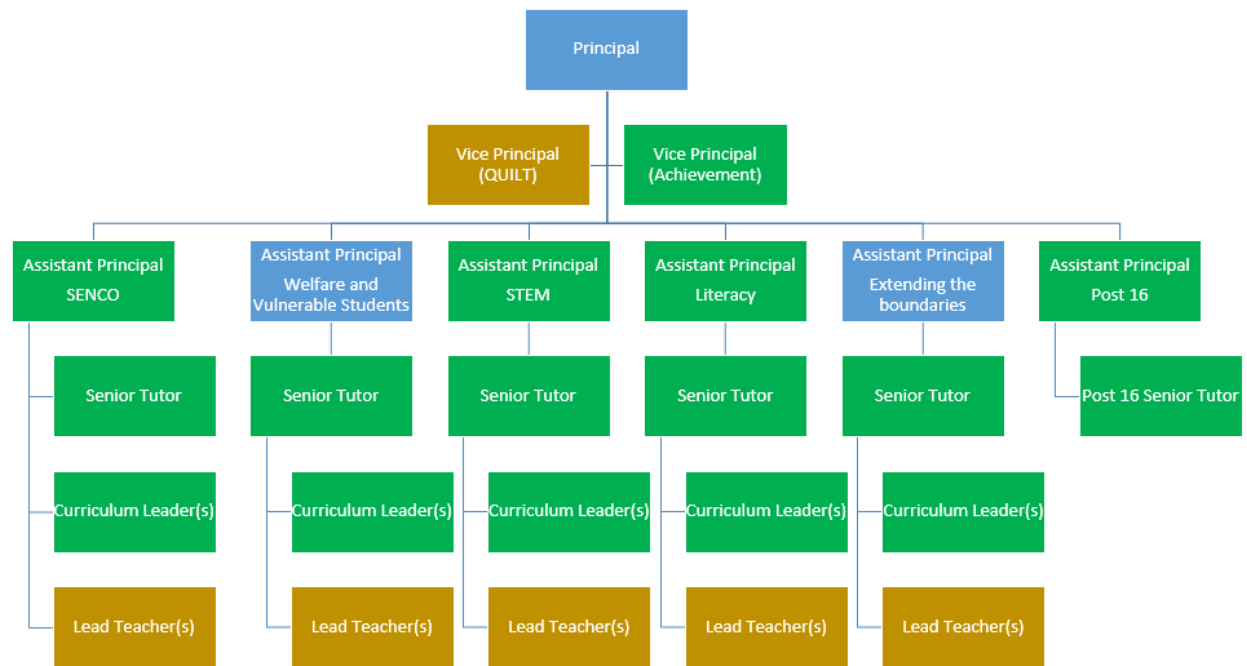 Principal
Vice Principal
(QUILT)
Vice Principal
(Achievement)
Assistant Principal
SENCO
Assistant Principal
Welfare and
Vulnerable Students
Assistant Principal
STEM
Assistant Principal
Literacy
Assistant Principal
Extending the
boundaries
Assistant Principal
Post 16
Senior Tutor
Senior Tutor
Senior Tutor
Senior Tutor
Senior Tutor
Post 16 Senior Tutor
Curriculum Leader(s)
Curriculum Leader(s)
Curriculum Leader(s)
Curriculum Leader(s)
Curriculum Leader(s)
Lead Teacher(s)
Lead Teacher(s)
Lead Teacher(s)
Lead Teacher(s)
Lead Teacher(s)